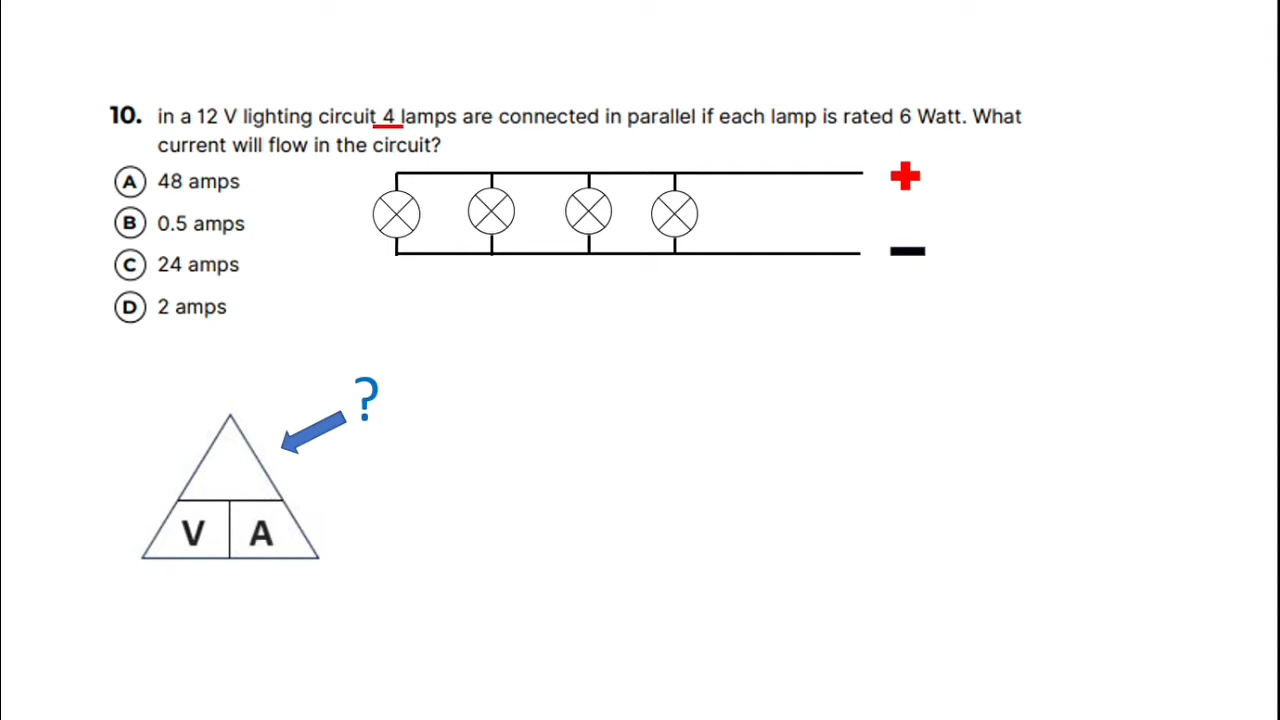 10. in a 12 V lighting circuit 4 lamps are connected in parallel if each lamp is rated 6 Watt. What
current will flow in the circuit?
A 48 amps
B 0.5 amps
C 24 amps
D 2 amps
+
-
?
V A